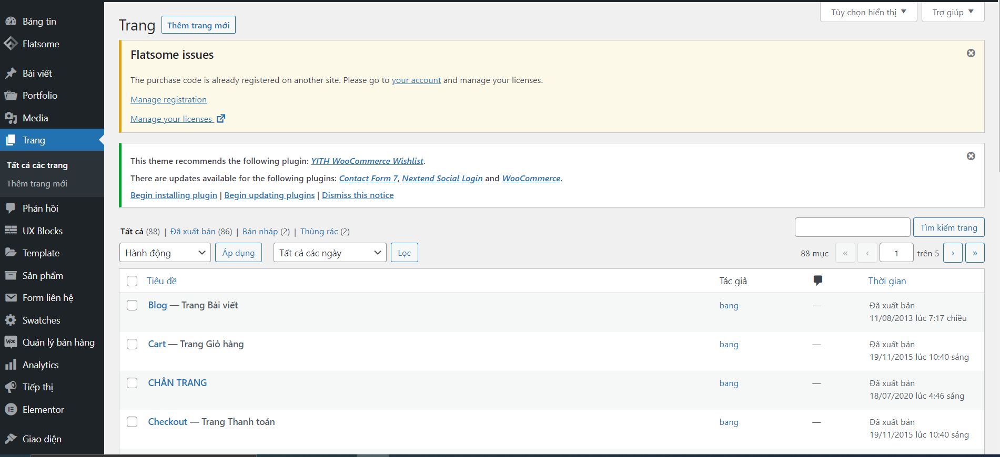 Bảng tin
Flatsome
Bài viết
Portfolio
Media
Trang
Tất cả các trang
Thêm trang mới
Phản hồi
UX Blocks
Template
Sản phẩm
Form liên hệ
Swatches
Woo Quản lý bán hàng
Analytics
Tiếp thị
Elementor
Giao diện
Tùy chọn hiển thị
Trợ giúp
Trang
Thêm trang mới
Flatsome issues
The purchase code is already registered on another site. Please go to your account and manage your licenses.
Manage registration
Manage your licenses
This theme recommends the following plugin: YITH WooCommerce Wishlist.
There are updates available for the following plugins: Contact Form 7, Nextend Social Login and WooCommerce.
Begin installing plugin | Begin updating plugins | Dismiss this notice
Tất cả (88) | Đã xuất bản (86) | Bản nháp (2) | Thùng rác (2)
Tìm kiếm trang
Hành động Áp dụng Tất cả các ngày Lọc 88 mục « ‹ 1 trên 5 › »
Tiêu đề Tác giả Thời gian
Blog — Trang Bài viết bang — Đã xuất bản
11/08/2013 lúc 7:17 chiều
Cart — Trang Giỏ hàng bang — Đã xuất bản
19/11/2015 lúc 10:40 sáng
CHÂN TRANG bang — Đã xuất bản
18/07/2020 lúc 4:46 sáng
Checkout — Trang Thanh toán bang — Đã xuất bản
19/11/2015 lúc 10:40 sáng